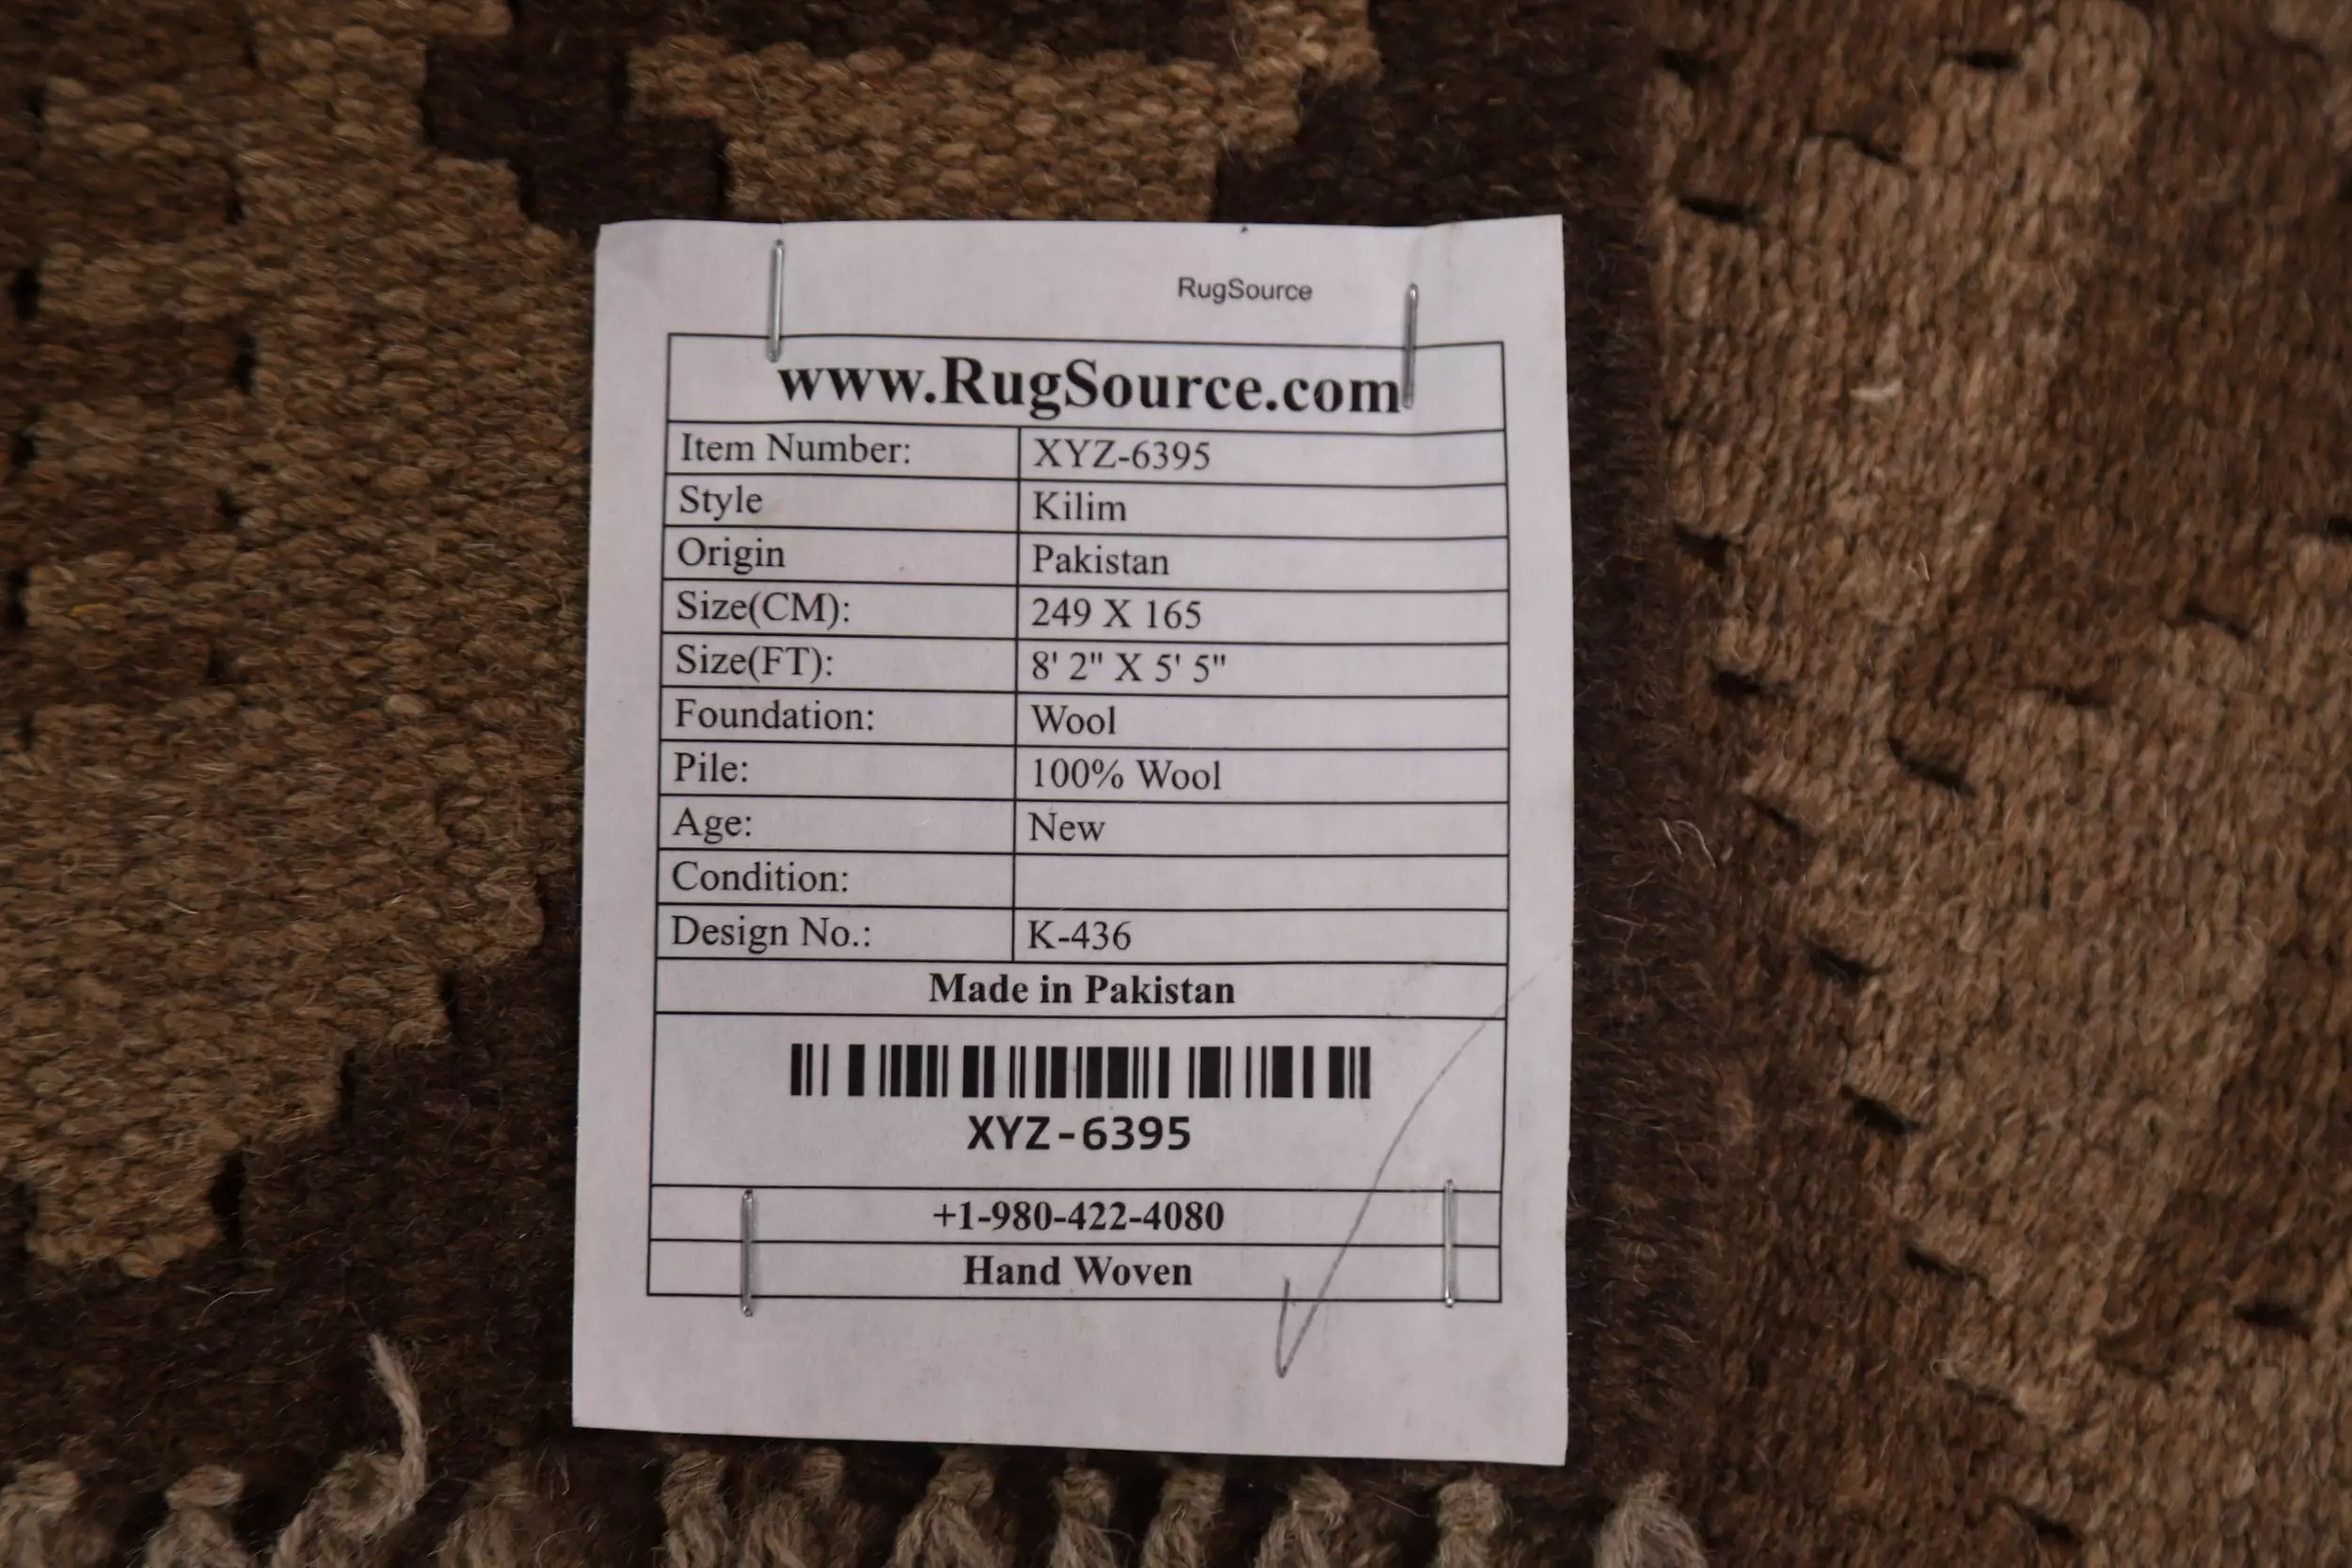 RugSource
www.RugSource.com
Item Number: XYZ-6395
Style Kilim
Origin Pakistan
Size(CM): 249 X 165
Size(FT): 8' 2" X 5' 5"
Foundation: Wool
Pile: 100% Wool
Age: New
Condition:
Design No.: K-436
Made in Pakistan
XYZ-6395
+1-980-422-4080
Hand Woven